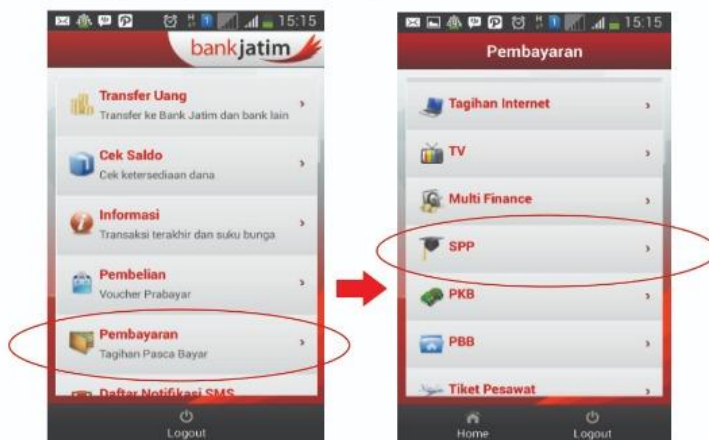 15:15
bankjatim
Transfer Uang
Transfer ke Bank Jatim dan bank lain
Cek Saldo
Cek ketersediaan dana
Informasi
Transaksi terakhir dan suku bunga
Pembelian
Voucher Prabayar
Pembayaran
Tagihan Pasca Bayar
Daftar Notifikasi SMS
Logout
15:15
Pembayaran
Tagihan Internet
TV
Multi Finance
SPP
PKB
PBB
Tiket Pesawat
Home
Logout